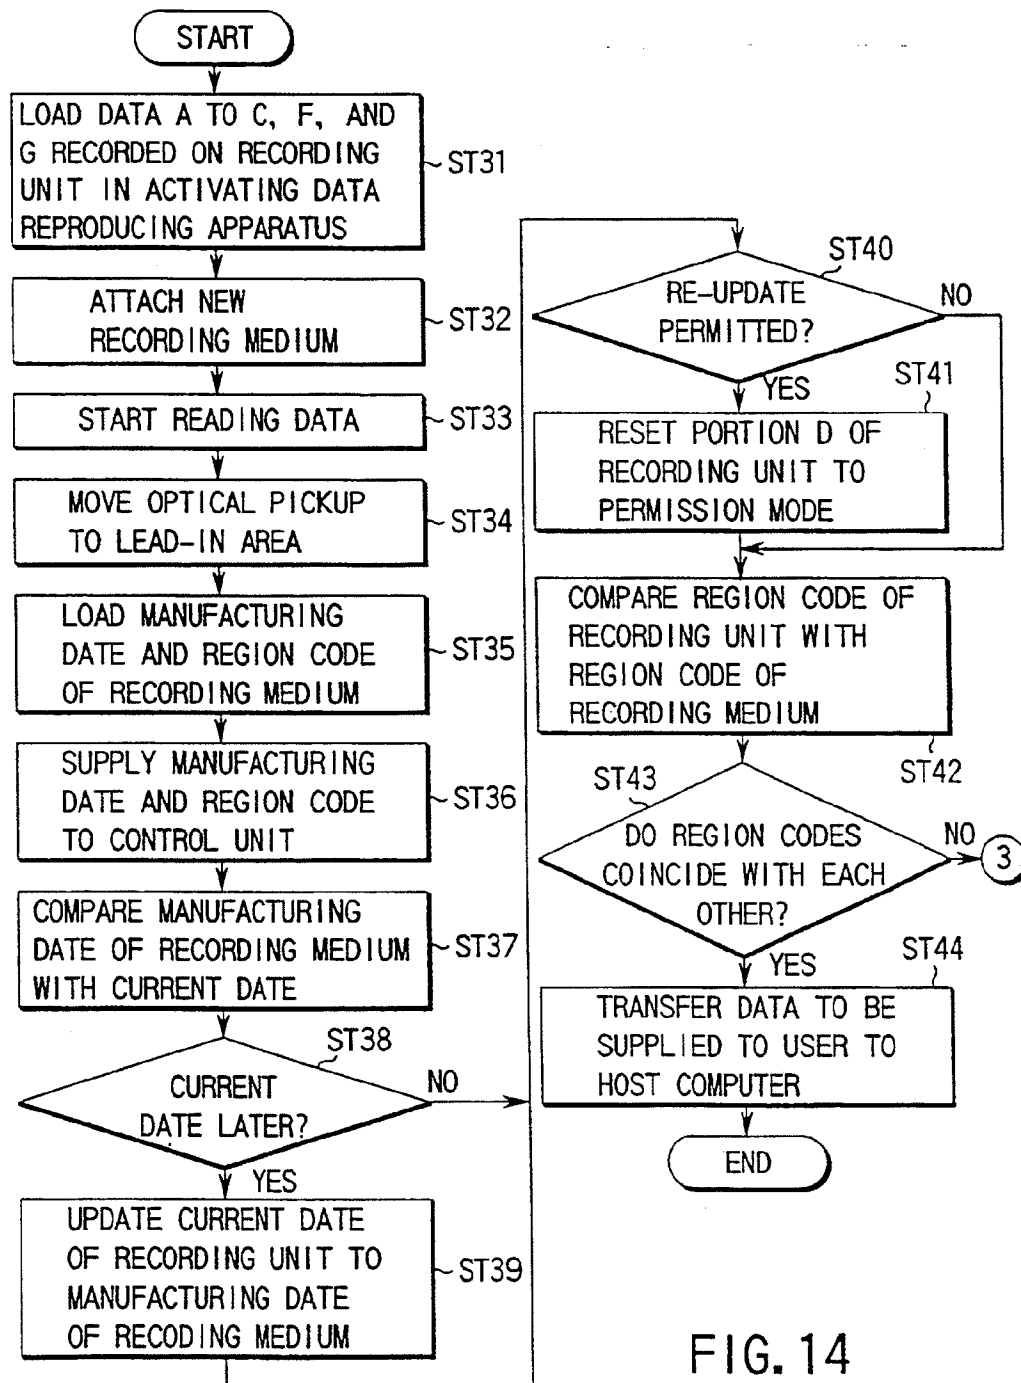 START
LOAD DATA A TO C, F, AND
G RECORDED ON RECORDING
UNIT IN ACTIVATING DATA
REPRODUCING APPARATUS
ST31
ATTACH NEW
RECORDING MEDIUM
ST32
START READING DATA
ST33
MOVE OPTICAL PICKUP
TO LEAD-IN AREA
ST34
LOAD MANUFACTURING
DATE AND REGION CODE
OF RECORDING MEDIUM
ST35
SUPPLY MANUFACTURING
DATE AND REGION CODE
TO CONTROL UNIT
ST36
COMPARE MANUFACTURING
DATE OF RECORDING MEDIUM
WITH CURRENT DATE
ST37
ST38
CURRENT
DATE LATER?
NO
YES
UPDATE CURRENT DATE
OF RECORDING UNIT TO
MANUFACTURING DATE
OF RECODING MEDIUM
ST39
ST40
RE-UPDATE
PERMITTED?
NO
YES
ST41
RESET PORTION D OF
RECORDING UNIT TO
PERMISSION MODE
COMPARE REGION CODE OF
RECORDING UNIT WITH
REGION CODE OF
RECORDING MEDIUM
ST42
ST43
DO REGION CODES
COINCIDE WITH EACH
OTHER?
NO
3
YES
ST44
TRANSFER DATA TO BE
SUPPLIED TO USER TO
HOST COMPUTER
END
FIG. 14